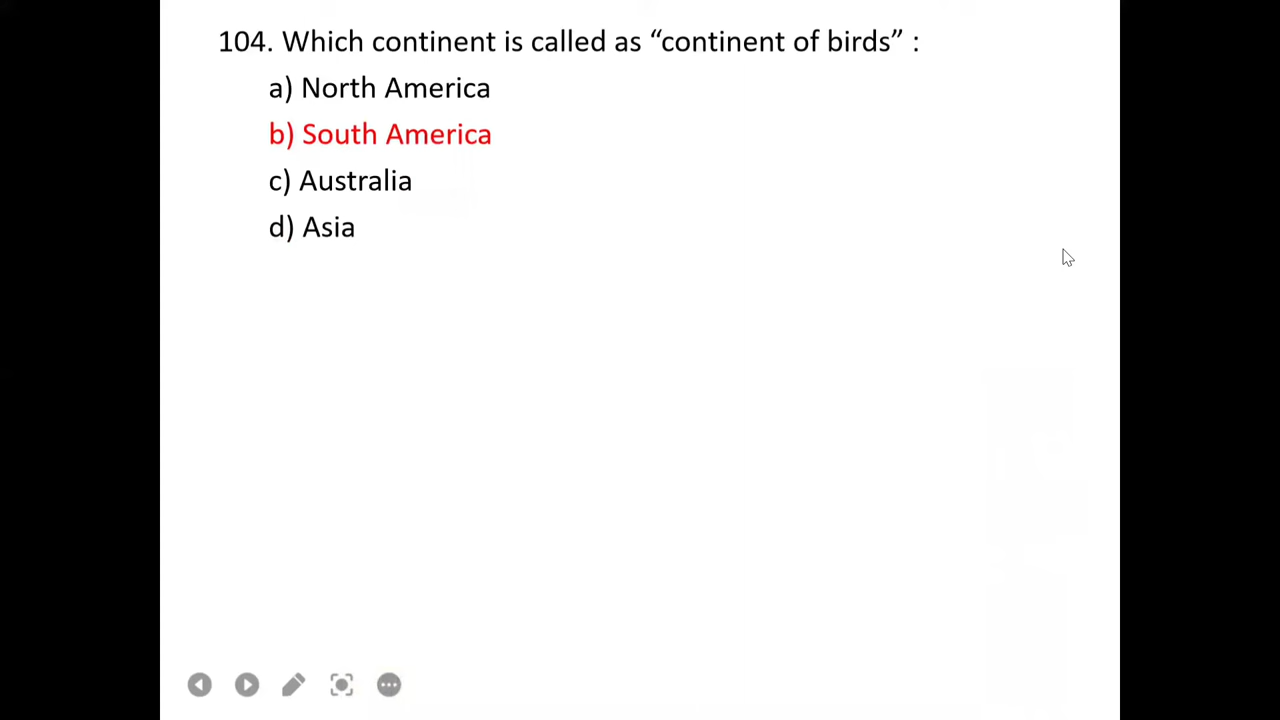 104. Which continent is called as “continent of birds” :
a) North America
b) South America
c) Australia
d) Asia